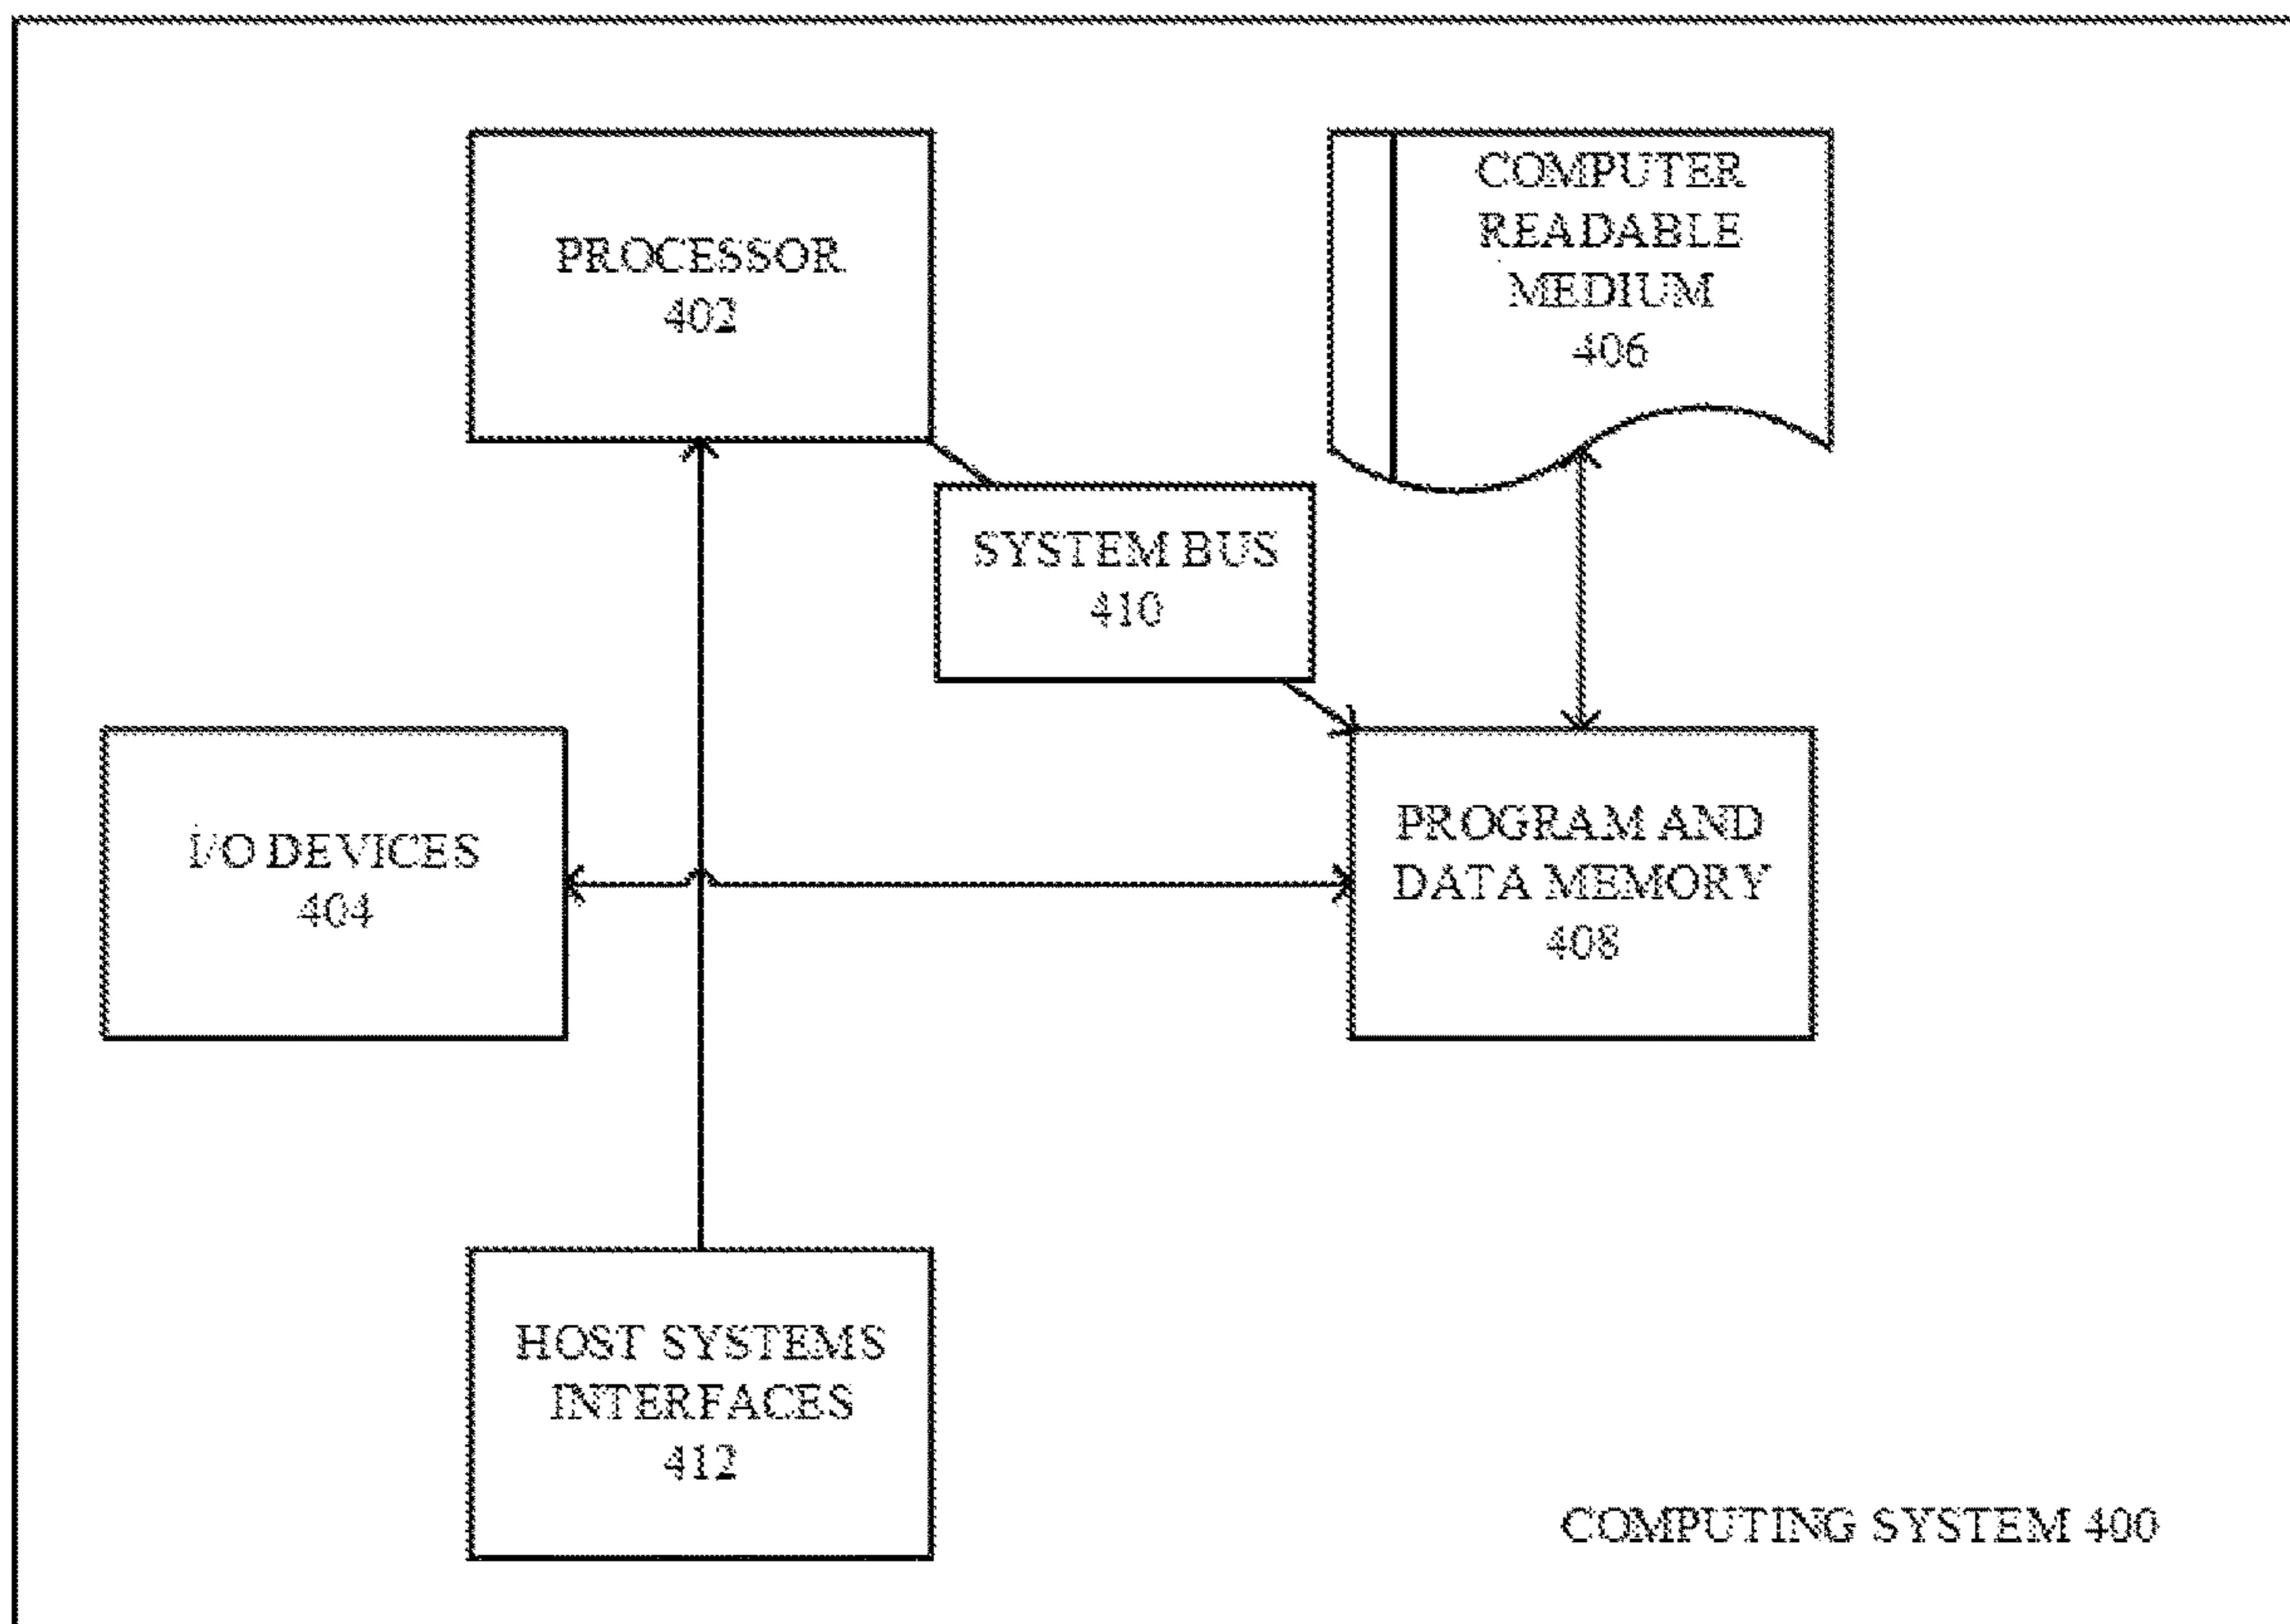 PROCESSOR
402
COMPUTER
READABLE
MEDIUM
406
SYSTEM BUS
410
I/O DEVICES
404
PROGRAM AND
DATA MEMORY
408
HOST SYSTEMS
INTERFACES
412
COMPUTING SYSTEM 400